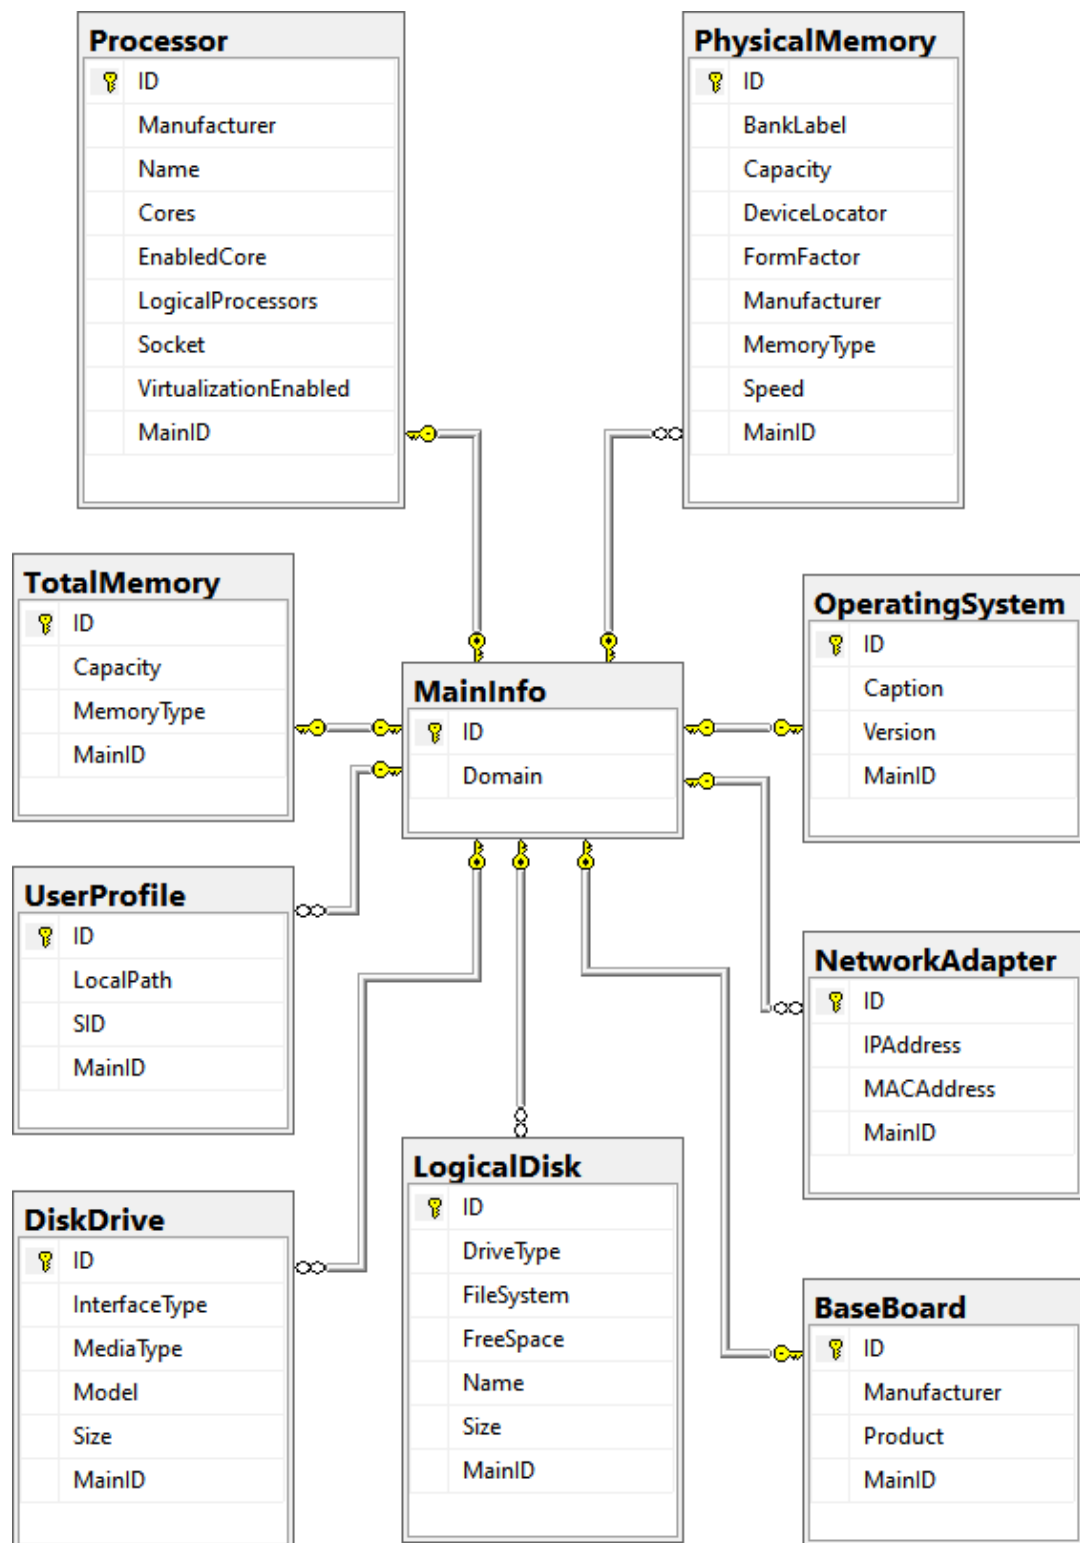 Processor
ID
Manufacturer
Name
Cores
EnabledCore
LogicalProcessors
Socket
VirtualizationEnabled
MainID
PhysicalMemory
ID
BankLabel
Capacity
DeviceLocator
FormFactor
Manufacturer
MemoryType
Speed
MainID
TotalMemory
ID
Capacity
MemoryType
MainID
MainInfo
ID
Domain
OperatingSystem
ID
Caption
Version
MainID
UserProfile
ID
LocalPath
SID
MainID
NetworkAdapter
ID
IPAddress
MACAddress
MainID
DiskDrive
ID
InterfaceType
MediaType
Model
Size
MainID
LogicalDisk
ID
DriveType
FileSystem
FreeSpace
Name
Size
MainID
BaseBoard
ID
Manufacturer
Product
MainID